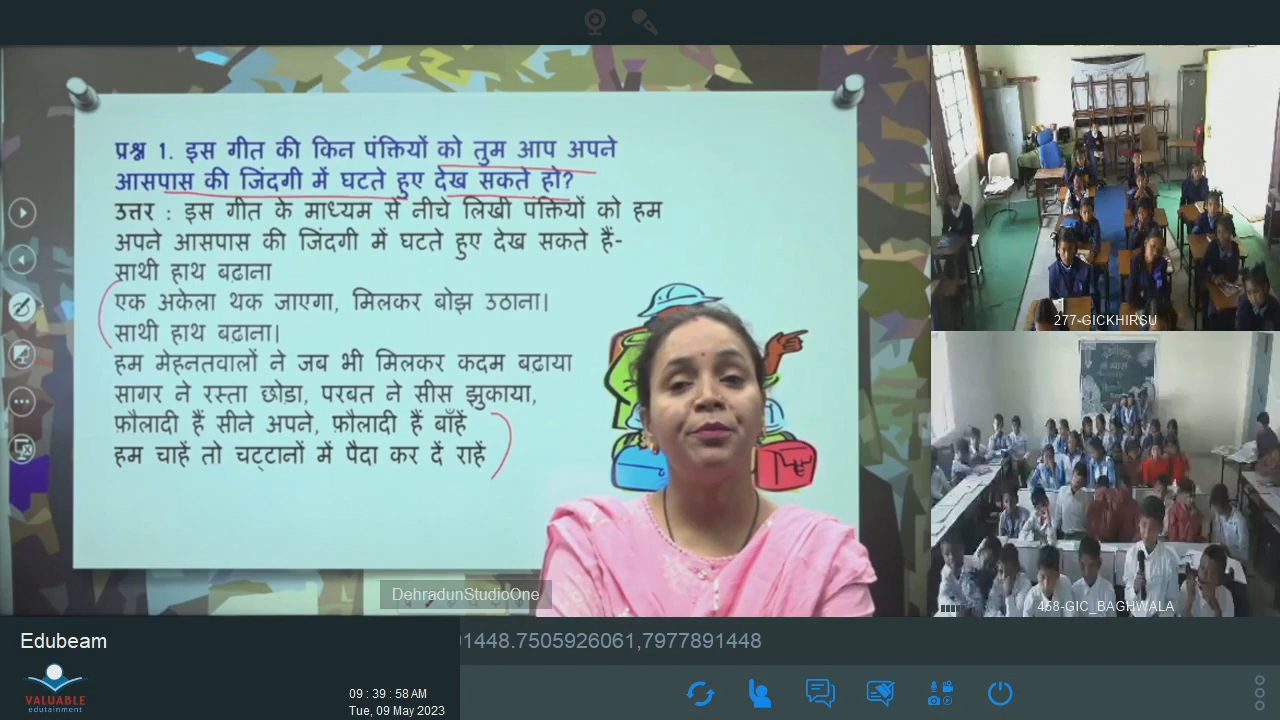 प्रश्न 1. इस गीत की किन पंक्तियों को तुम आप अपने
आसपास की जिंदगी में घटते हुए देख सकते हो?
उत्तर : इस गीत के माध्यम से नीचे लिखी पंक्तियों को हम
अपने आसपास की जिंदगी में घटते हुए देख सकते हैं-
साथी हाथ बढ़ाना
एक अकेला थक जाएगा, मिलकर बोझ उठाना।
साथी हाथ बढ़ाना।
हम मेहनतवालों ने जब भी मिलकर कदम बढ़ाया
सागर ने रस्ता छोडा, परबत ने सीस झुकाया,
फ़ौलादी हैं सीने अपने, फ़ौलादी हैं बाँहें
हम चाहें तो चट्टानों में पैदा कर दें राहें
DehradunStudioOne
277-GICKHIRSU
458-GIC_BAGHWALA
Edubeam
1448.7505926061,7977891448
VALUABLE
edutainment
09 : 39 : 58 AM
Tue, 09 May 2023